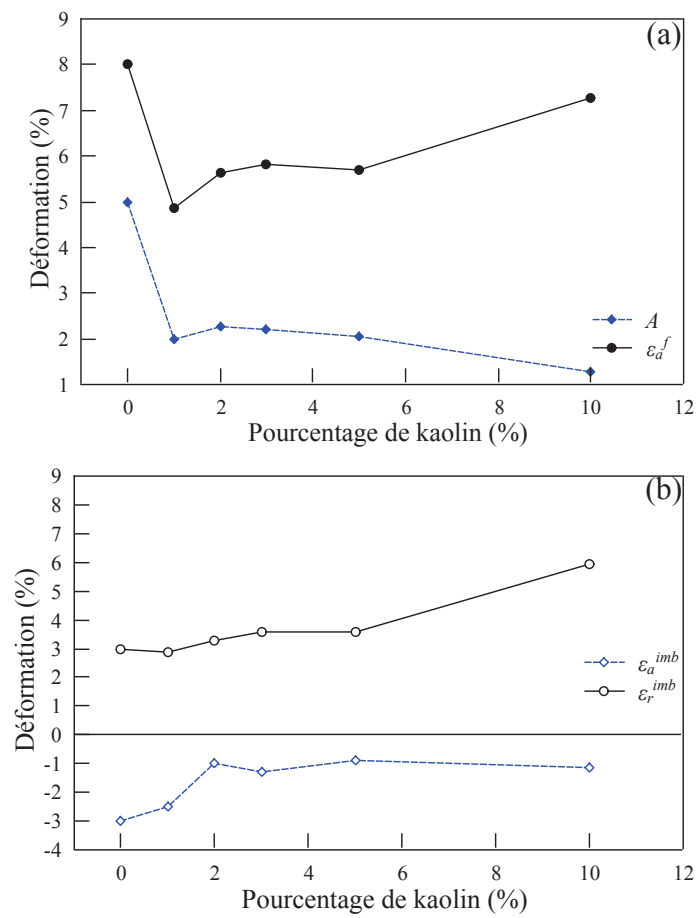 (a)
9
8
7
6
5
4
3
2
1
Déformation (%)
A
εₐᶠ
0 2 4 6 8 10 12
Pourcentage de kaolin (%)
(b)
9
8
7
6
5
4
3
2
1
0
-1
-2
-3
-4
Déformation (%)
εₐⁱᵐᵇ
εᵣⁱᵐᵇ
0 2 4 6 8 10 12
Pourcentage de kaolin (%)